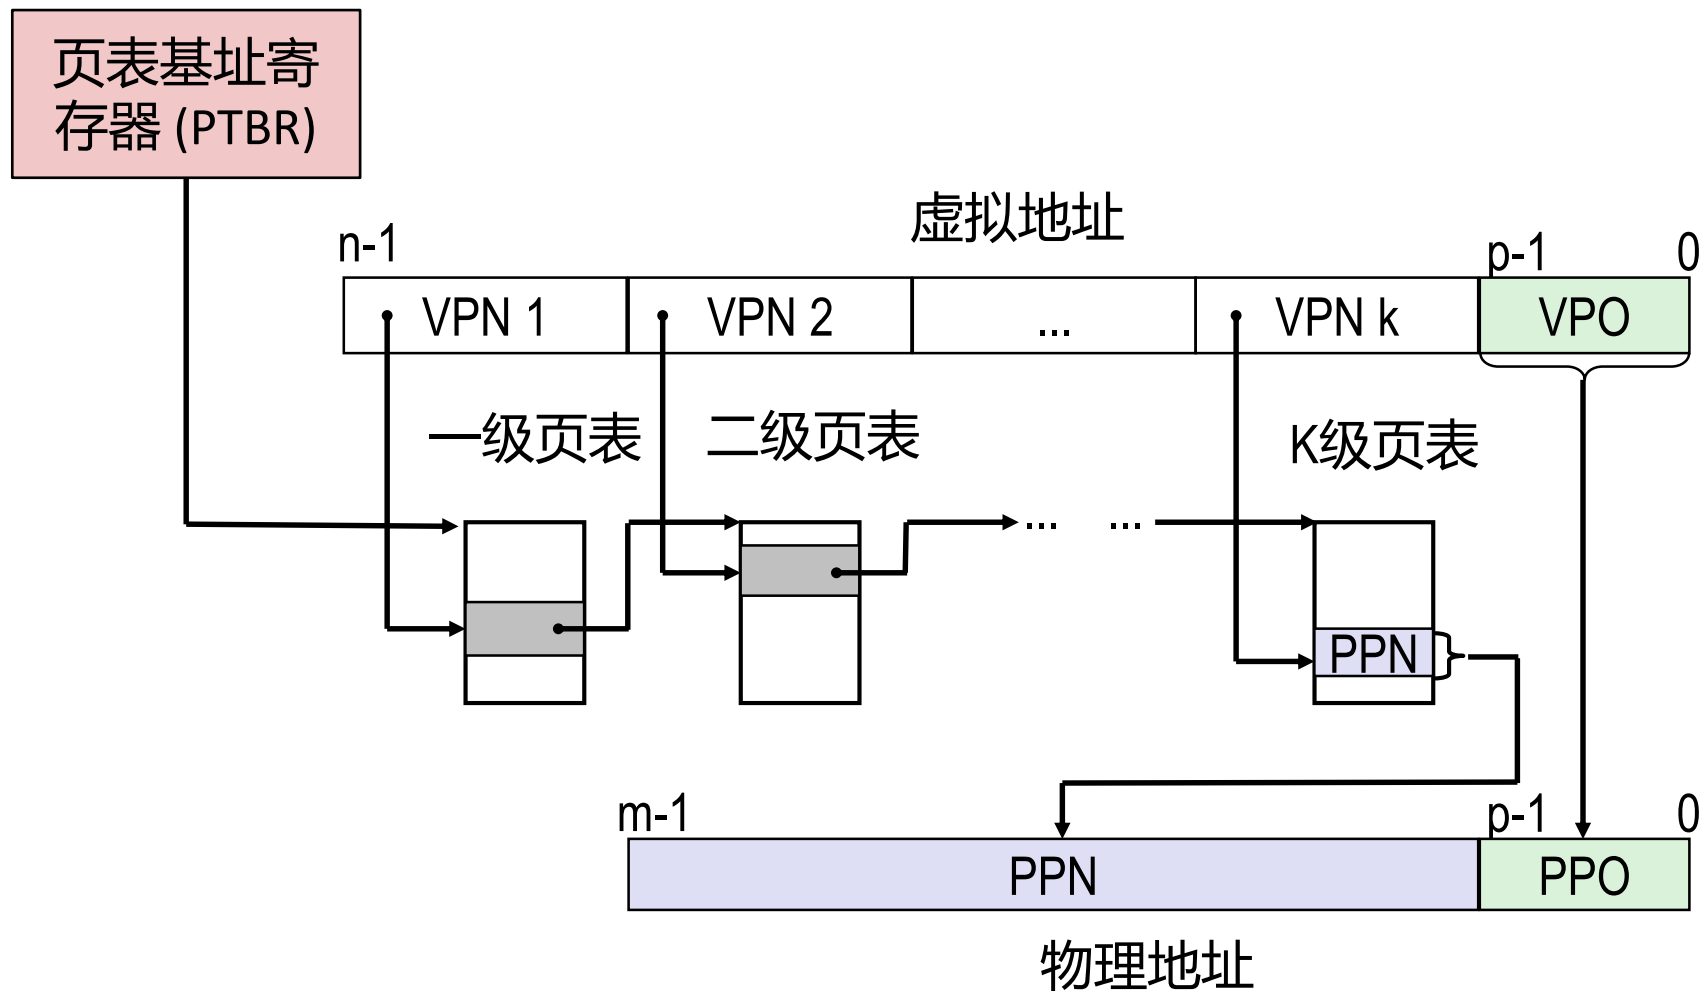 页表基址寄
存器 (PTBR)
虚拟地址
n-1
p-1
0
VPN 1
VPN 2
...
VPN k
VPO
一级页表
二级页表
K级页表
...
...
PPN
m-1
p-1
0
PPN
PPO
物理地址